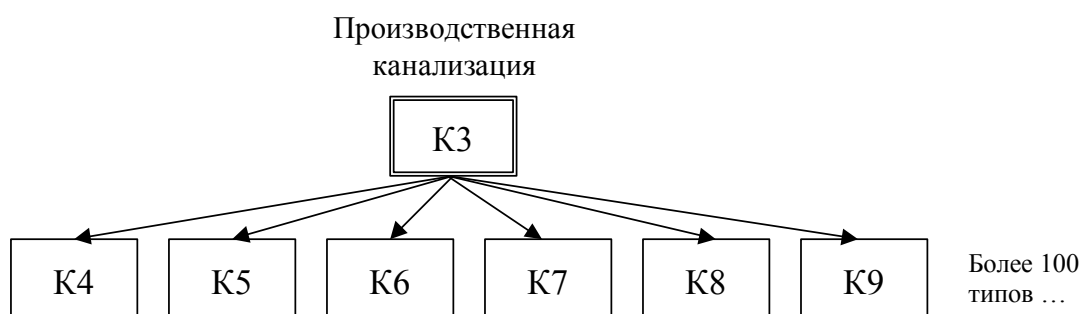 Производственная
канализация
К3
К4 К5 К6 К7 К8 К9
Более 100
типов …